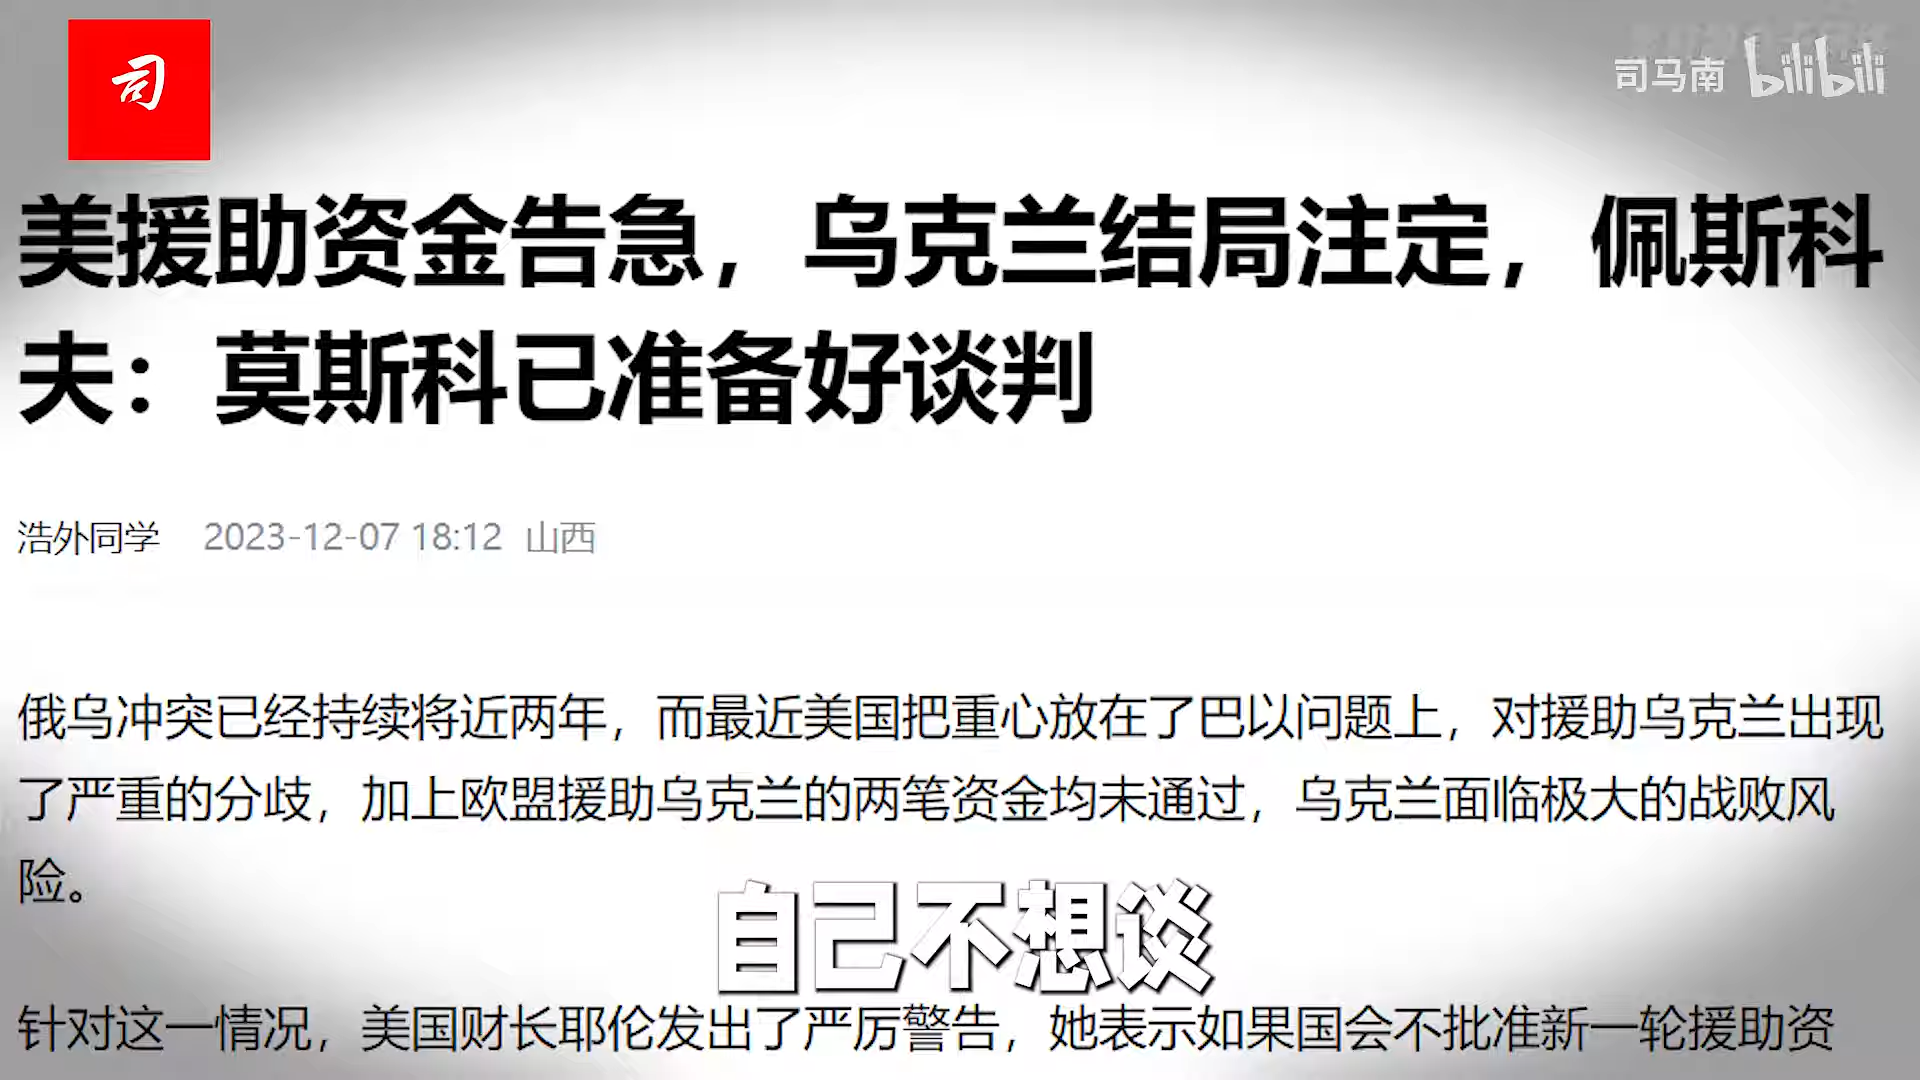 司
司马南 bilibili
美援助资金告急，乌克兰结局注定，佩斯科
夫：莫斯科已准备好谈判
浩外同学 2023-12-07 18:12 山西
俄乌冲突已经持续将近两年，而最近美国把重心放在了巴以问题上，对援助乌克兰出现
了严重的分歧，加上欧盟援助乌克兰的两笔资金均未通过，乌克兰面临极大的战败风
险。
自己不想谈
针对这一情况，美国财长耶伦发出了严厉警告，她表示如果国会不批准新一轮援助资